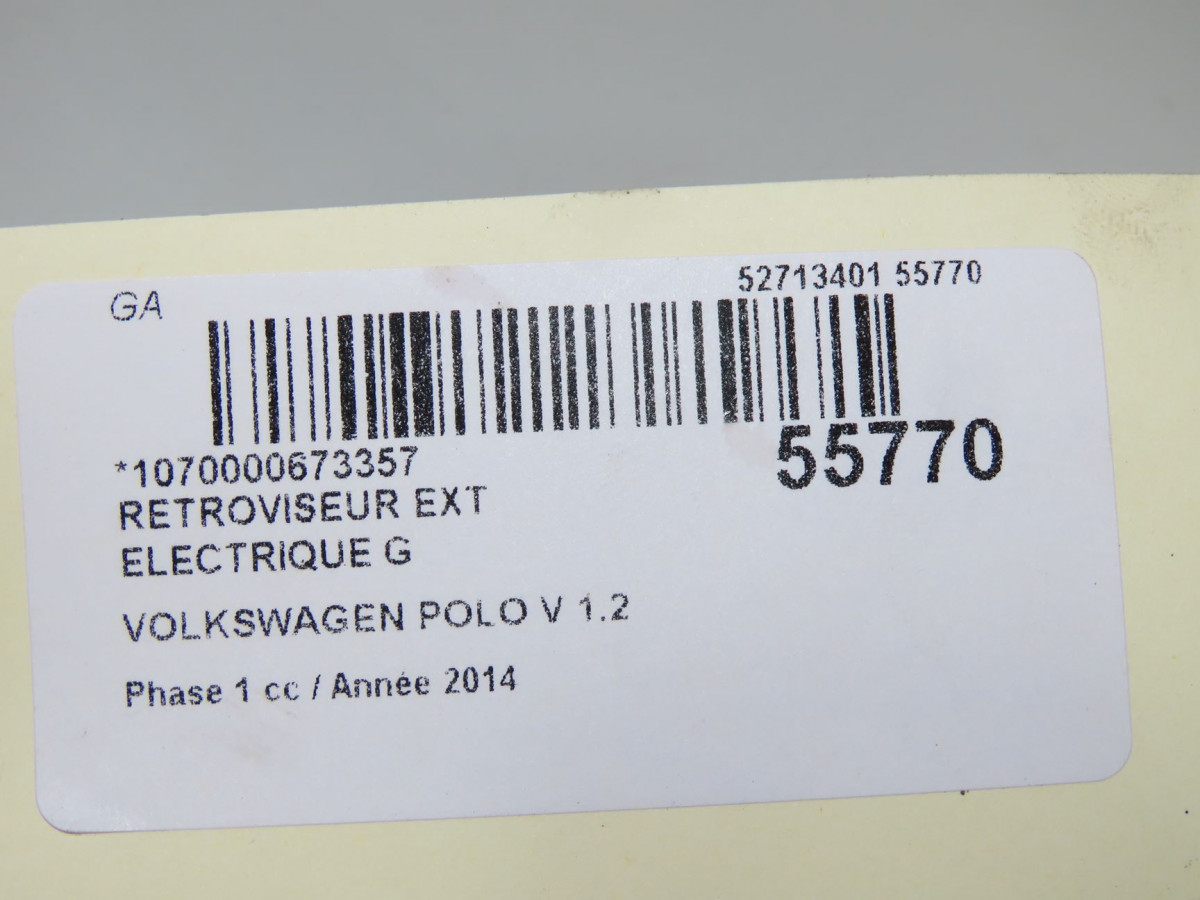 GA
52713401 55770
55770
*1070000673357
RETROVISEUR EXT
ELECTRIQUE G
VOLKSWAGEN POLO V 1.2
Phase 1 cc / Année 2014